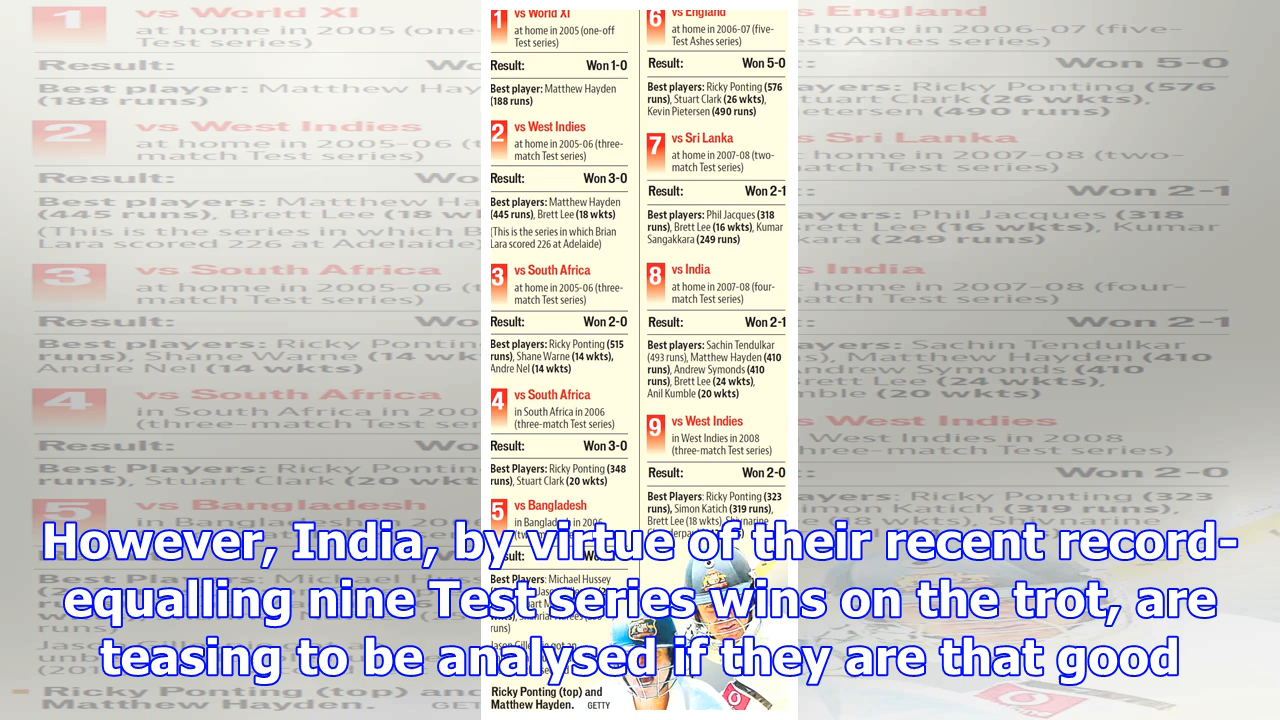 1 vs World XI
at home in 2005 (one-off
Test series)
Result: Won 1-0
Best player: Matthew Hayden
(188 runs)
2 vs West Indies
at home in 2005-06 (three-
match Test series)
Result: Won 3-0
Best players: Matthew Hayden
(445 runs), Brett Lee (18 wkts)
(This is the series in which Brian
Lara scored 226 at Adelaide)
3 vs South Africa
at home in 2005-06 (three-
match Test series)
Result: Won 2-0
Best players: Ricky Ponting (515
runs), Shane Warne (14 wkts),
Andre Nel (14 wkts)
4 vs South Africa
in South Africa in 2006
(three-match Test series)
Result: Won 3-0
Best Players: Ricky Ponting (348
runs), Stuart Clark (20 wkts)
5 vs Bangladesh
in Bangladesh in 2006
Result:
Best Players: Michael Hussey
runs)
Ricky Ponting (top) and
Matthew Hayden. GETTY
6 vs England
at home in 2006-07 (five-
Test Ashes series)
Result: Won 5-0
Best players: Ricky Ponting (576
runs), Stuart Clark (26 wkts),
Kevin Pietersen (490 runs)
7 vs Sri Lanka
at home in 2007-08 (two-
match Test series)
Result: Won 2-1
Best players: Phil Jacques (318
runs), Brett Lee (16 wkts), Kumar
Sangakkara (249 runs)
8 vs India
at home in 2007-08 (four-
match Test series)
Result: Won 2-1
Best players: Sachin Tendulkar
(493 runs), Matthew Hayden (410
runs), Andrew Symonds (410
runs), Brett Lee (24 wkts),
Anil Kumble (20 wkts)
9 vs West Indies
in West Indies in 2008
(three-match Test series)
Result: Won 2-0
Best Players: Ricky Ponting (323
runs), Simon Katich (319 runs),
Brett Lee (18 wkts),
However, India, by virtue of their recent record-
equalling nine Test series wins on the trot, are
teasing to be analysed if they are that good